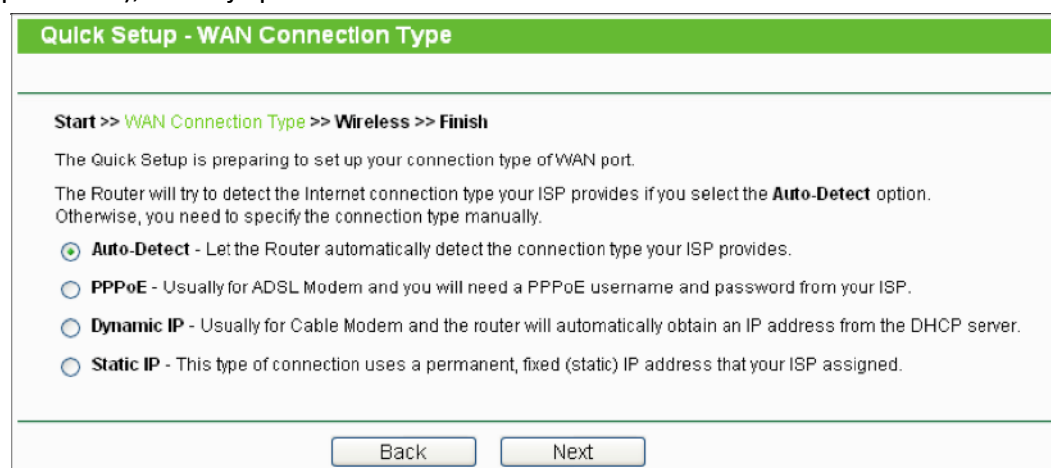 Quick Setup - WAN Connection Type
Start >> WAN Connection Type >> Wireless >> Finish
The Quick Setup is preparing to set up your connection type of WAN port.
The Router will try to detect the Internet connection type your ISP provides if you select the Auto-Detect option.
Otherwise, you need to specify the connection type manually.
Auto-Detect - Let the Router automatically detect the connection type your ISP provides.
PPPoE - Usually for ADSL Modem and you will need a PPPoE username and password from your ISP.
Dynamic IP - Usually for Cable Modem and the router will automatically obtain an IP address from the DHCP server.
Static IP - This type of connection uses a permanent, fixed (static) IP address that your ISP assigned.
Back Next